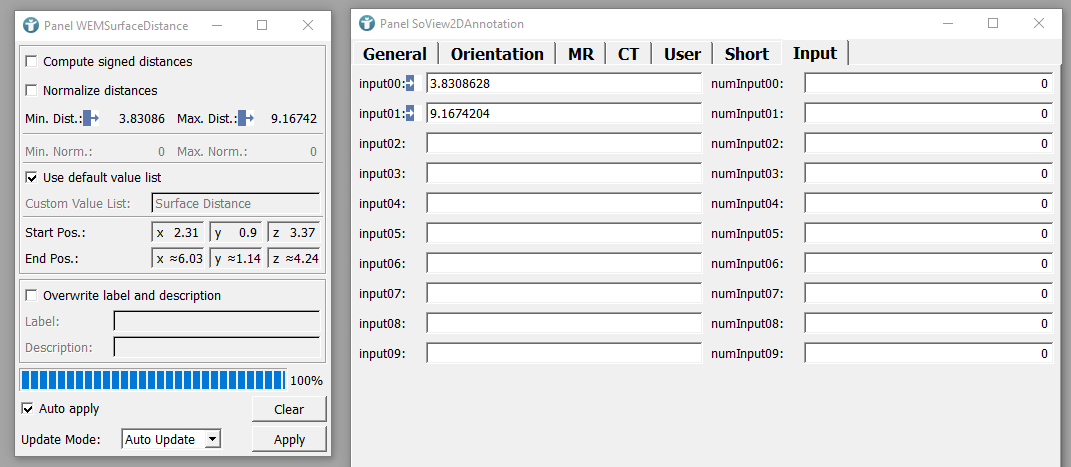 Panel WEMSurfaceDistance
Compute signed distances
Normalize distances
Min. Dist.: 3.83086 Max. Dist.: 9.16742
Min. Norm.: 0 Max. Norm.: 0
Use default value list
Custom Value List: Surface Distance
Start Pos.: x 2.31 y 0.9 z 3.37
End Pos.: x ≈6.03 y ≈1.14 z ≈4.24
Overwrite label and description
Label:
Description:
100%
Auto apply Clear
Update Mode: Auto Update Apply
Panel SoView2DAnnotation
General Orientation MR CT User Short Input
input00: 3.8308628 numInput00: 0
input01: 9.1674204 numInput01: 0
input02: numInput02: 0
input03: numInput03: 0
input04: numInput04: 0
input05: numInput05: 0
input06: numInput06: 0
input07: numInput07: 0
input08: numInput08: 0
input09: numInput09: 0